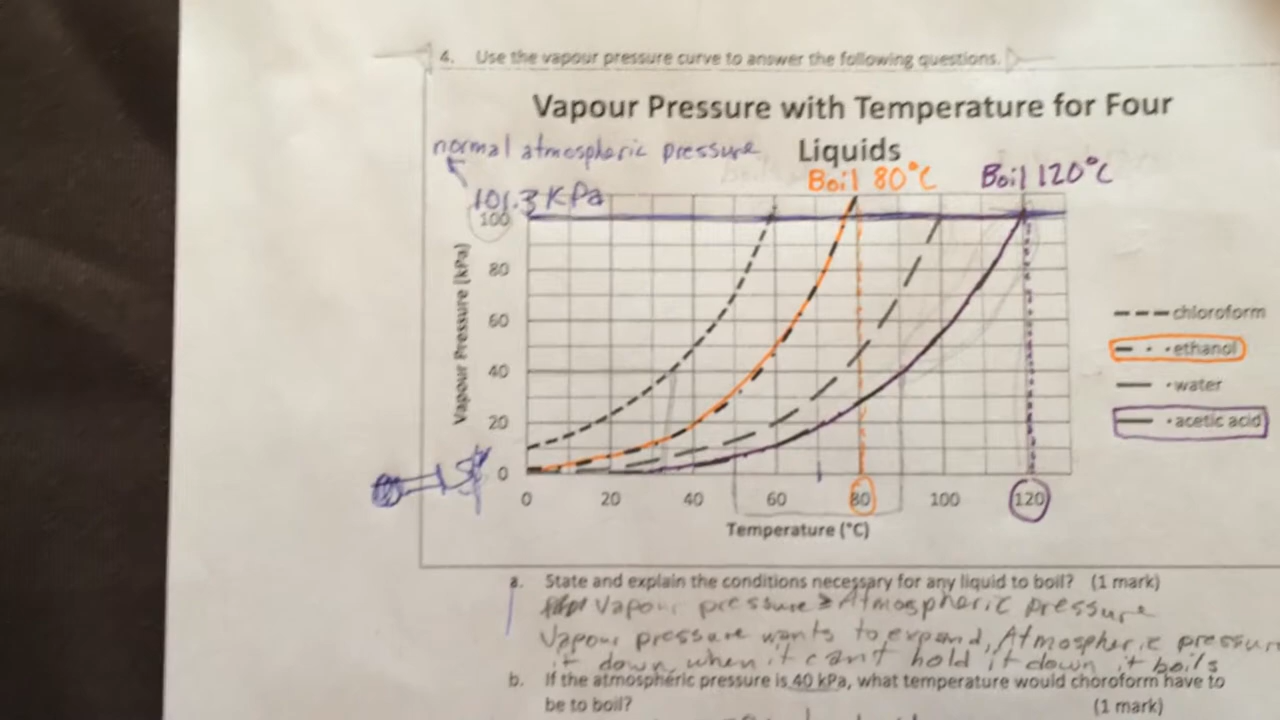 4. Use the vapour pressure curve to answer the following questions.
Vapour Pressure with Temperature for Four
Liquids
normal atmospheric pressure
Boil 80°C
Boil 120°C
101.3 KPa
100
80
60
40
20
0
Vapour Pressure (kPa)
0 20 40 60 80 100 120
Temperature (°C)
chloroform
ethanol
water
acetic acid
a. State and explain the conditions necessary for any liquid to boil? (1 mark)
Vapour pressure ≥ Atmospheric pressure
Vapour pressure wants to expand, Atmospheric pressur
it down, when it can't hold it down it boils
b. If the atmospheric pressure is 40 kPa, what temperature would choroform have to
be to boil? (1 mark)